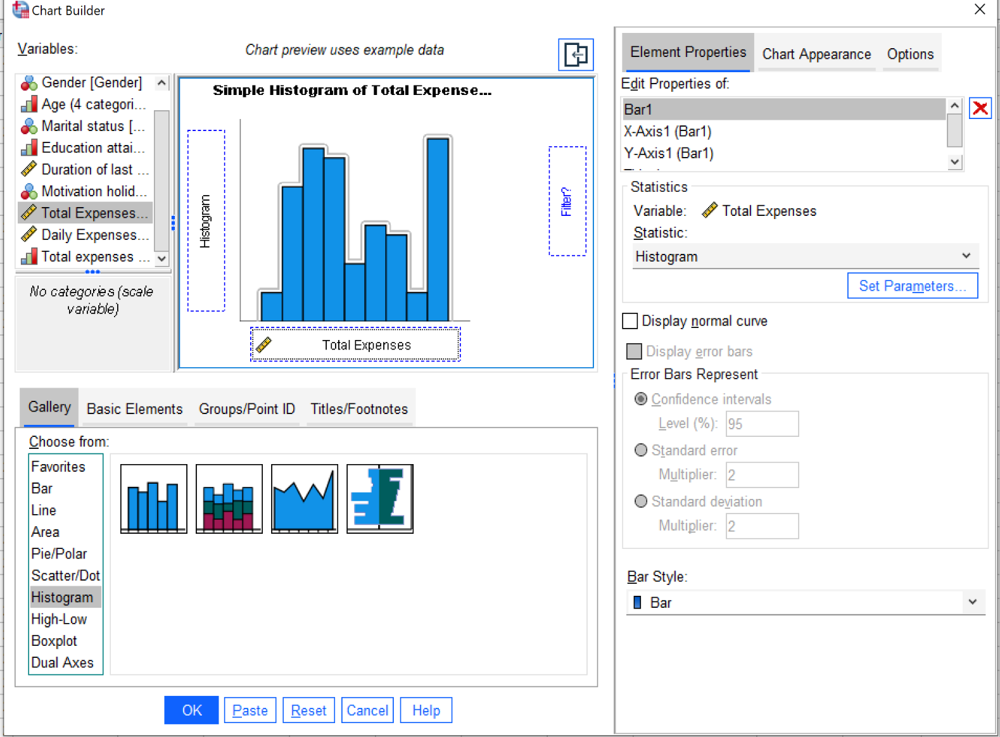 Chart Builder
Variables:
Chart preview uses example data
Gender [Gender]
Age (4 categori...
Marital status [...
Education attai...
Duration of last ...
Motivation holid...
Total Expenses...
Daily Expenses...
Total expenses ...
No categories (scale
variable)
Simple Histogram of Total Expense...
Histogram
Filter?
Total Expenses
Gallery
Basic Elements
Groups/Point ID
Titles/Footnotes
Choose from:
Favorites
Bar
Line
Area
Pie/Polar
Scatter/Dot
Histogram
High-Low
Boxplot
Dual Axes
OK
Paste
Reset
Cancel
Help
Element Properties
Chart Appearance
Options
Edit Properties of:
Bar1
X-Axis1 (Bar1)
Y-Axis1 (Bar1)
Statistics
Variable: Total Expenses
Statistic:
Histogram
Set Parameters...
Display normal curve
Display error bars
Error Bars Represent
Confidence intervals
Level (%): 95
Standard error
Multiplier: 2
Standard deviation
Multiplier: 2
Bar Style:
Bar